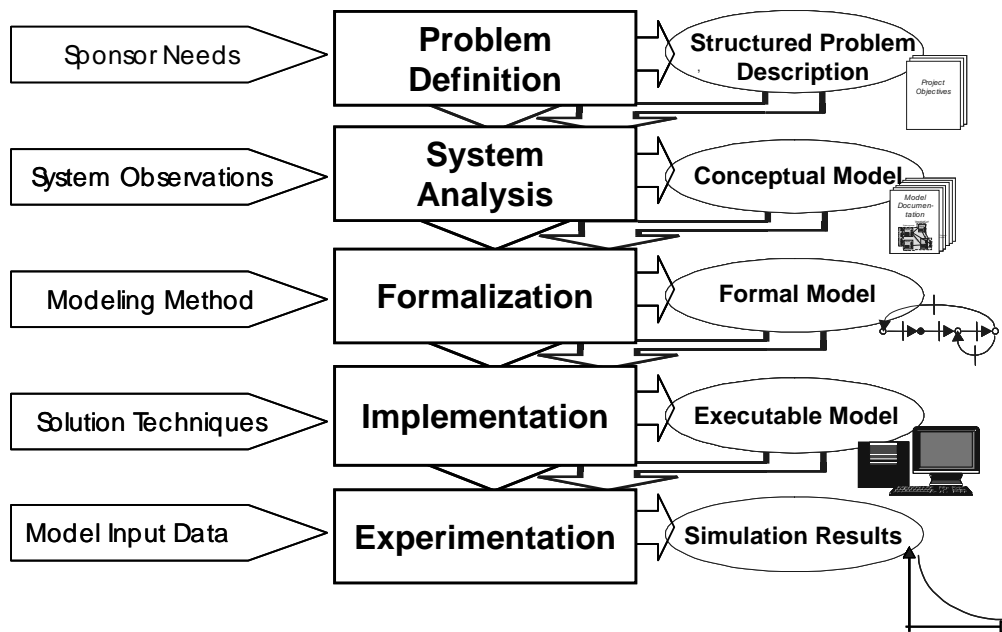 Sponsor Needs
Problem
Definition
Structured Problem
Description
Project
Objectives
System Observations
System
Analysis
Conceptual Model
Model
Documen-
tation
Modeling Method
Formalization
Formal Model
Solution Techniques
Implementation
Executable Model
Model Input Data
Experimentation
Simulation Results